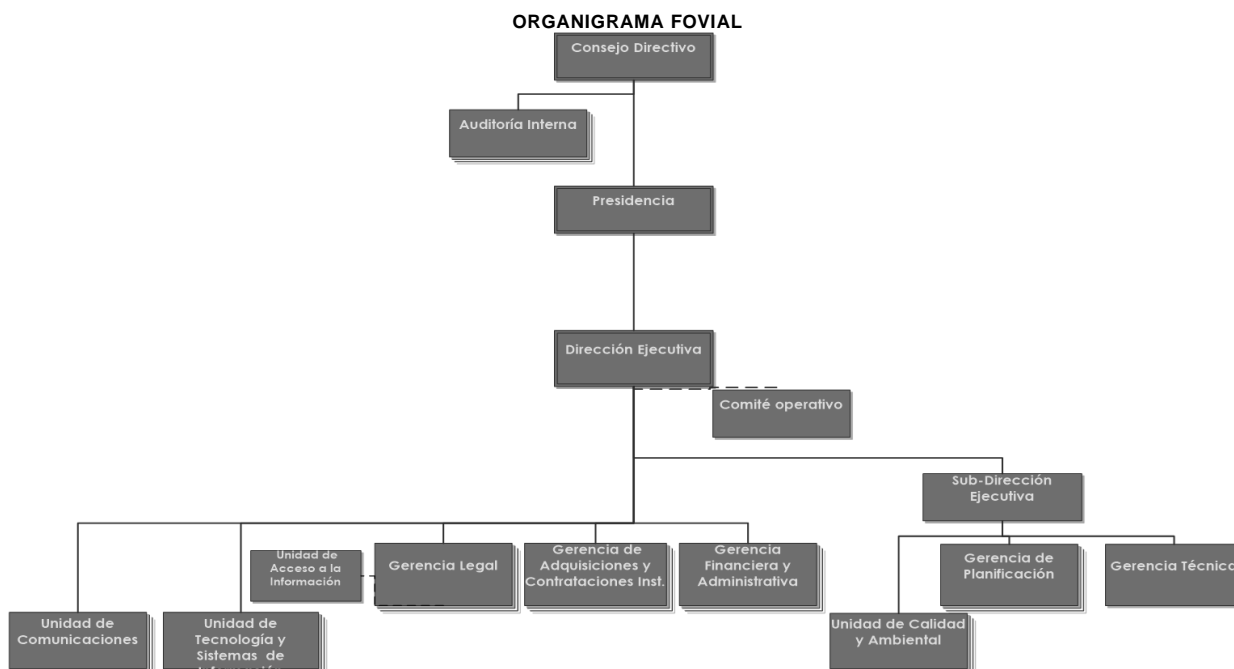 ORGANIGRAMA FOVIAL
Consejo Directivo
Auditoría Interna
Presidencia
Dirección Ejecutiva
Comité operativo
Sub-Dirección
Ejecutiva
Unidad de
Acceso a la
Información
Gerencia Legal
Gerencia de
Adquisiciones y
Contrataciones Inst.
Gerencia
Financiera y
Administrativa
Gerencia de
Planificación
Gerencia Técnica
Unidad de
Comunicaciones
Unidad de
Tecnología y
Sistemas de
Información
Unidad de Calidad
y Ambiental